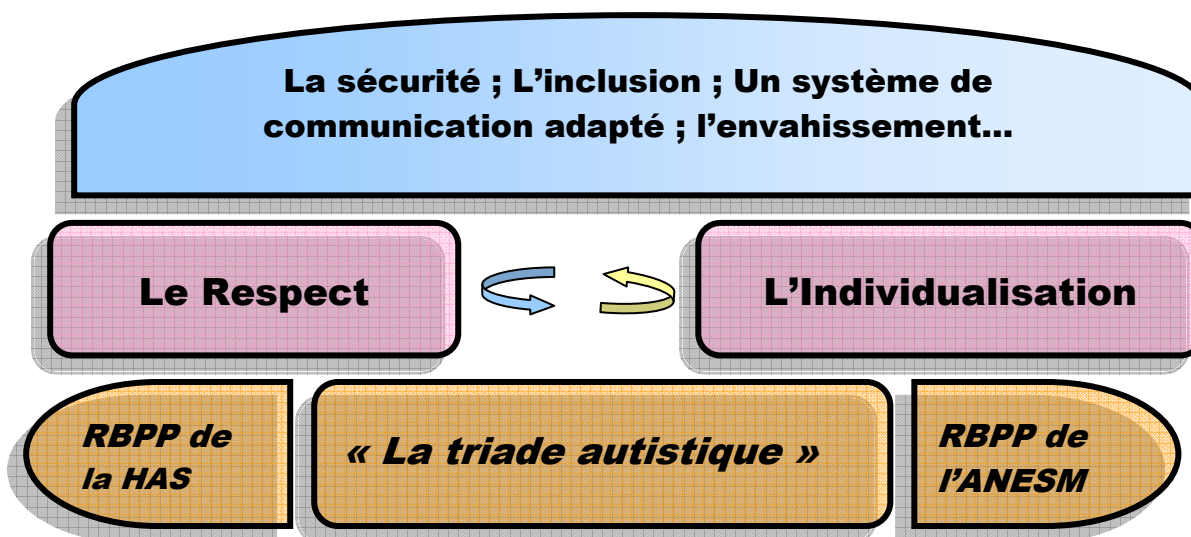 La sécurité ; L’inclusion ; Un système de
communication adapté ; l’envahissement…
Le Respect
L’Individualisation
RBPP de
la HAS
« La triade autistique »
RBPP de
l’ANESM